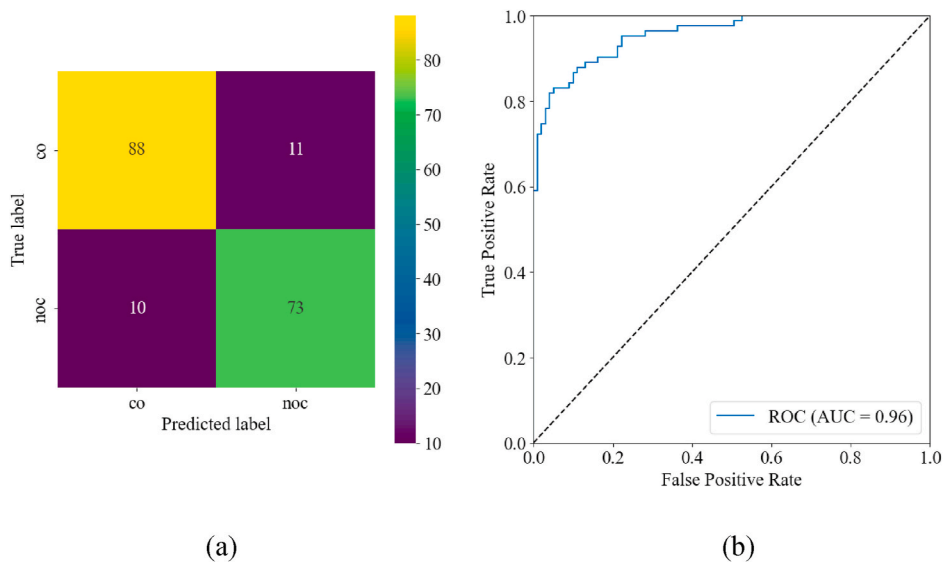 co
noc
True label
88
11
10
73
co
noc
Predicted label
80
70
60
50
40
30
20
10
(a)
1.0
0.8
0.6
0.4
0.2
0.0
True Positive Rate
ROC (AUC = 0.96)
0.0
0.2
0.4
0.6
0.8
1.0
False Positive Rate
(b)